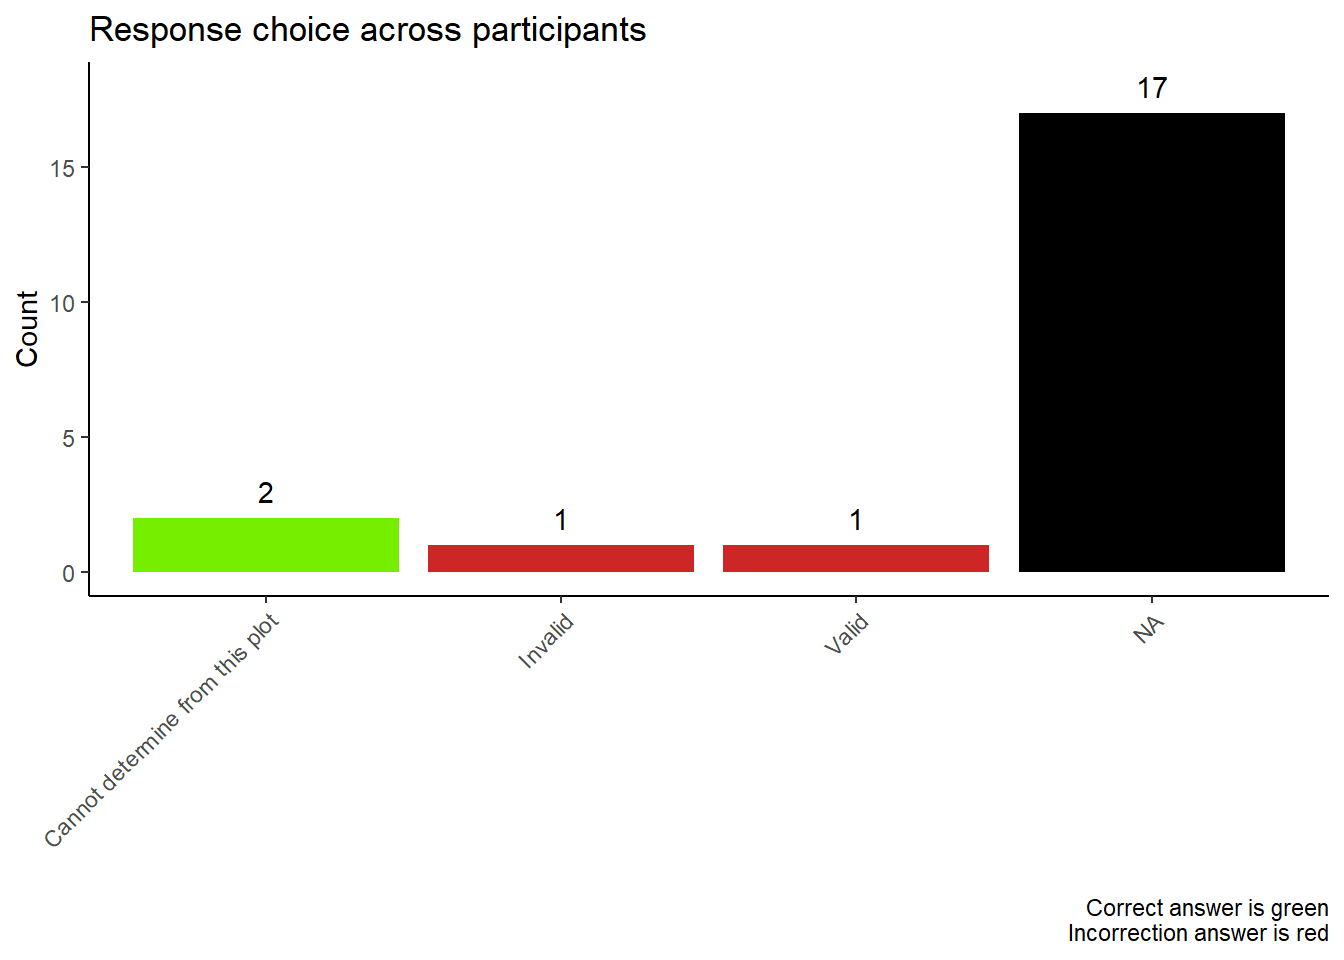 Response choice across participants
17
15
Count
10
5
2
1
1
0
Cannot determine from this plot
Invalid
Valid
NA
Correct answer is green
Incorrection answer is red